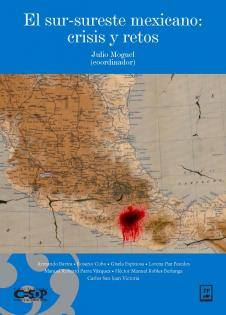 El sur-sureste mexicano:
crisis y retos
Julio Moguel
(coordinador)
Armando Bartra • Rosario Cobo • Gisela Espinosa • Lorena Paz Paredes
Manuel Roberto Parra Vázquez • Héctor Manuel Robles Berlanga
Carlos San Juan Victoria